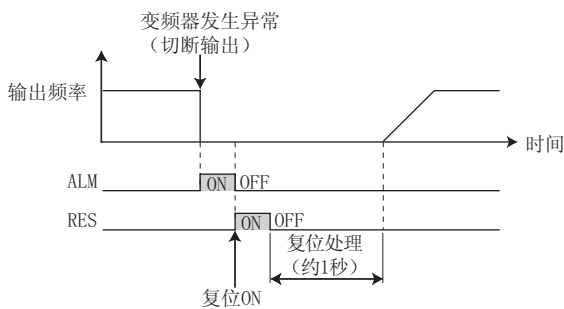 变频器发生异常
（切断输出）
输出频率
时间
ALM
ON OFF
RES
ON OFF
复位处理
（约1秒）
复位ON